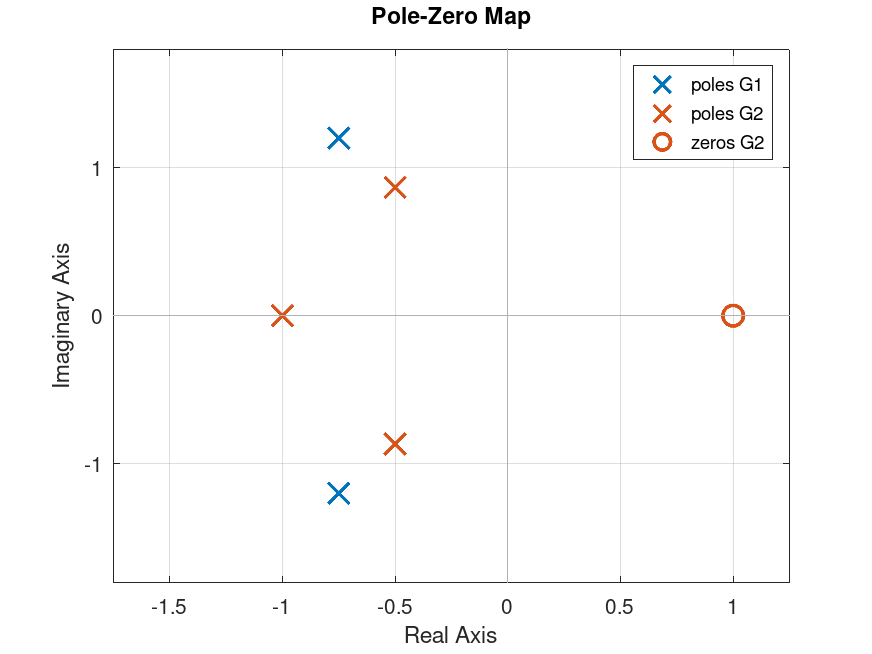 Pole-Zero Map
poles G1
poles G2
zeros G2
1
0
-1
Imaginary Axis
-1.5
-1
-0.5
0
0.5
1
Real Axis